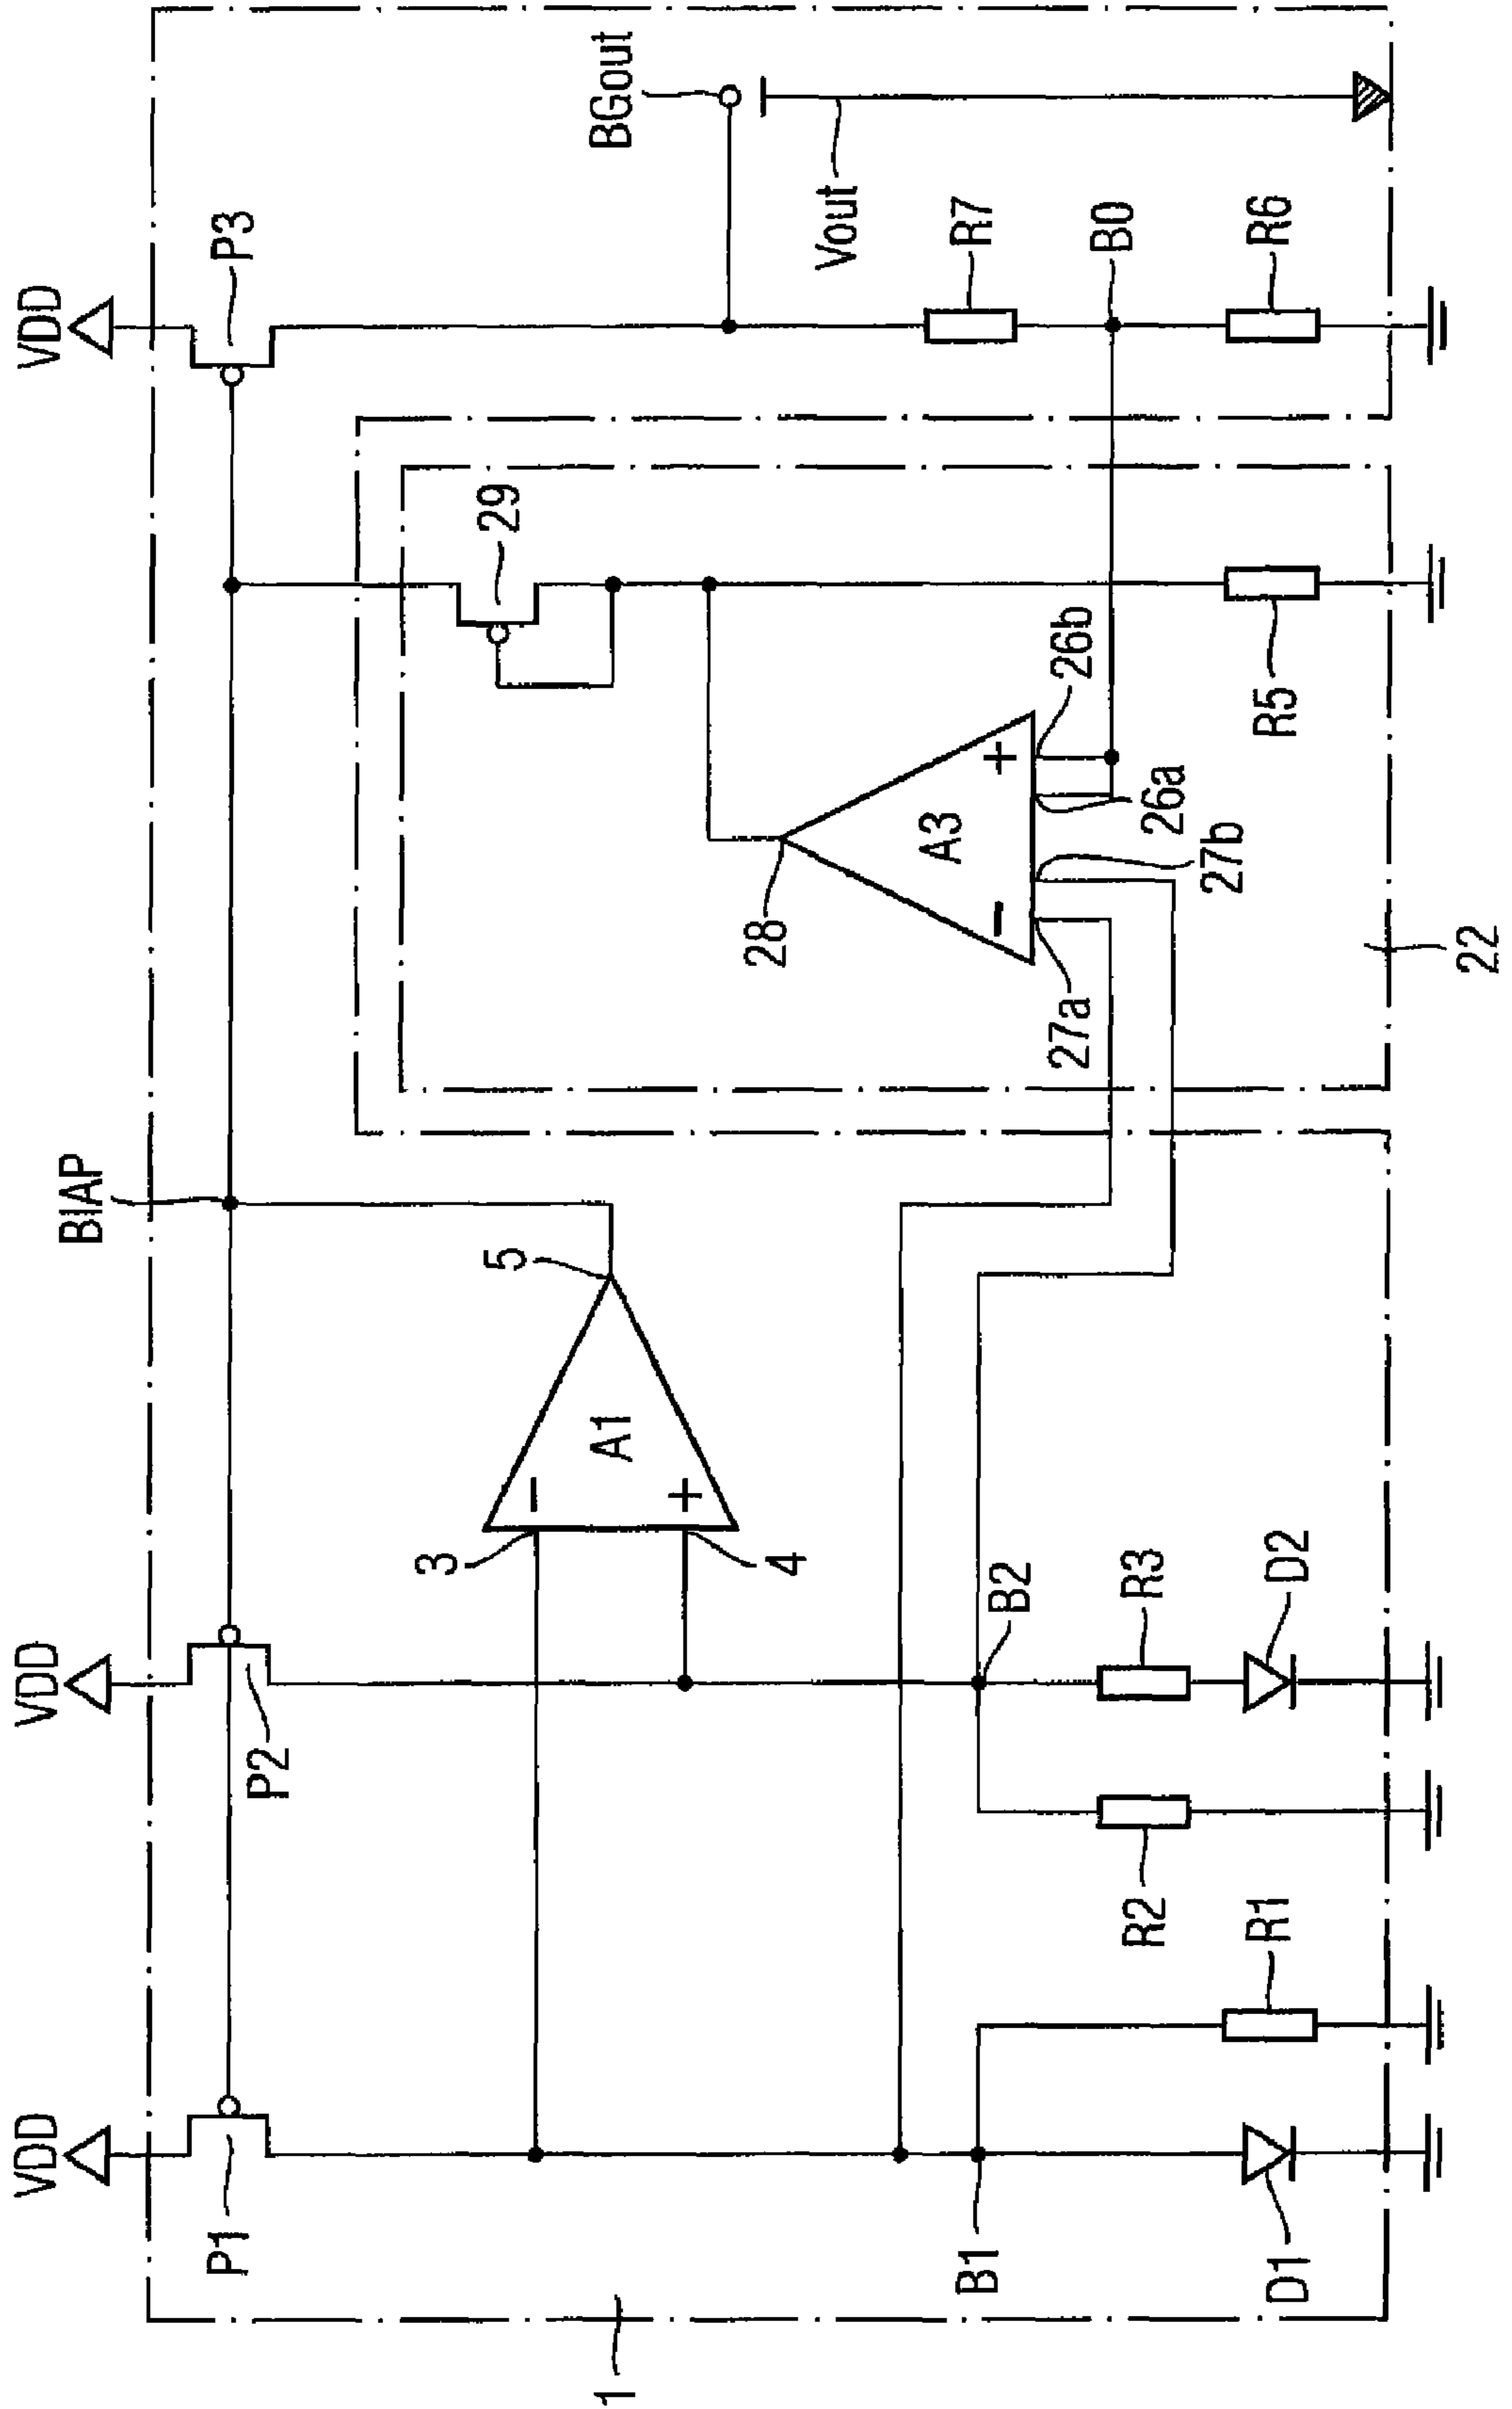 VDD
VDD
VDD
P1
P2
BIAP
P3
BGout
29
5
3
4
A1
-
+
28
A3
-
+
Vout
R7
B0
R6
26b
26a
27b
27a
R5
B1
B2
R3
D2
R2
R1
D1
1
22